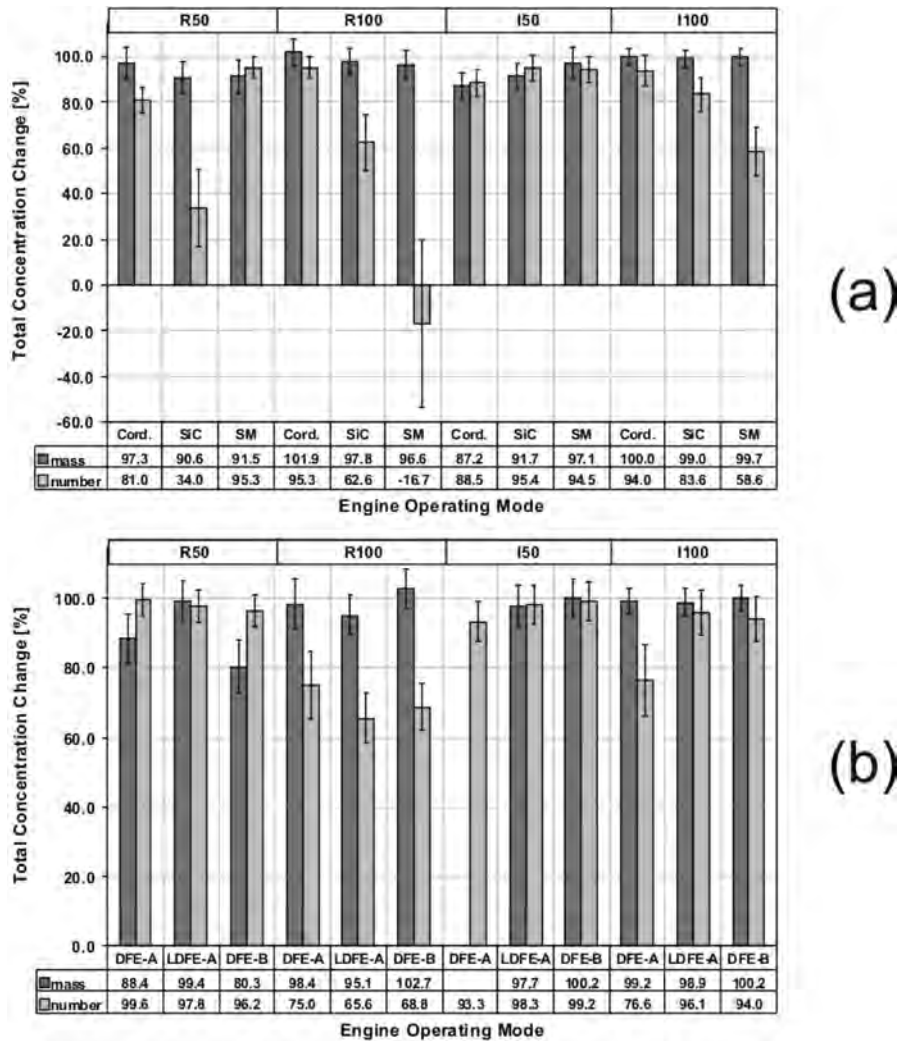 R50 R100 I50 I100
100.0
80.0
60.0
40.0
20.0
0.0
-20.0
-40.0
-60.0
Total Concentration Change [%]
(a)
Cord. SiC SM Cord. SiC SM Cord. SiC SM Cord. SiC SM
mass 97.3 90.6 91.5 101.9 97.8 96.6 87.2 91.7 97.1 100.0 99.0 99.7
number 81.0 34.0 95.3 95.3 62.6 -16.7 88.5 95.4 94.5 94.0 83.6 58.6
Engine Operating Mode
R50 R100 I50 I100
100.0
80.0
60.0
40.0
20.0
0.0
Total Concentration Change [%]
(b)
DFE-A LDFE-A DFE-B DFE-A LDFE-A DFE-B DFE-A LDFE-A DFE-B DFE-A LDFE-A DFE-B
mass 88.4 99.4 80.3 98.4 95.1 102.7 97.7 100.2 99.2 98.9 100.2
number 99.6 97.8 96.2 75.0 65.6 68.8 93.3 98.3 99.2 76.6 96.1 94.0
Engine Operating Mode